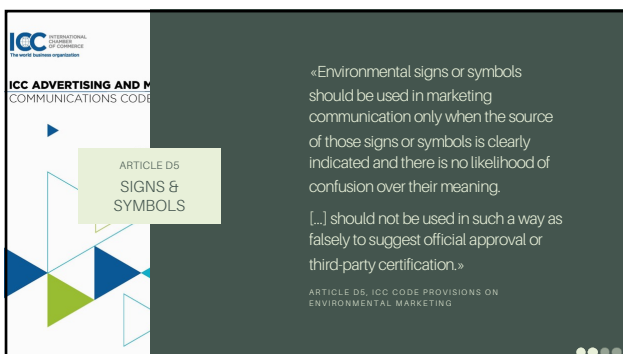 ICC INTERNATIONAL
CHAMBER
OF COMMERCE
The world business organization
ICC ADVERTISING AND M
COMMUNICATIONS CODE
ARTICLE D5
SIGNS &
SYMBOLS
«Environmental signs or symbols
should be used in marketing
communication only when the source
of those signs or symbols is clearly
indicated and there is no likelihood of
confusion over their meaning.
[...] should not be used in such a way as
falsely to suggest official approval or
third-party certification.»
ARTICLE D5, ICC CODE PROVISIONS ON
ENVIRONMENTAL MARKETING